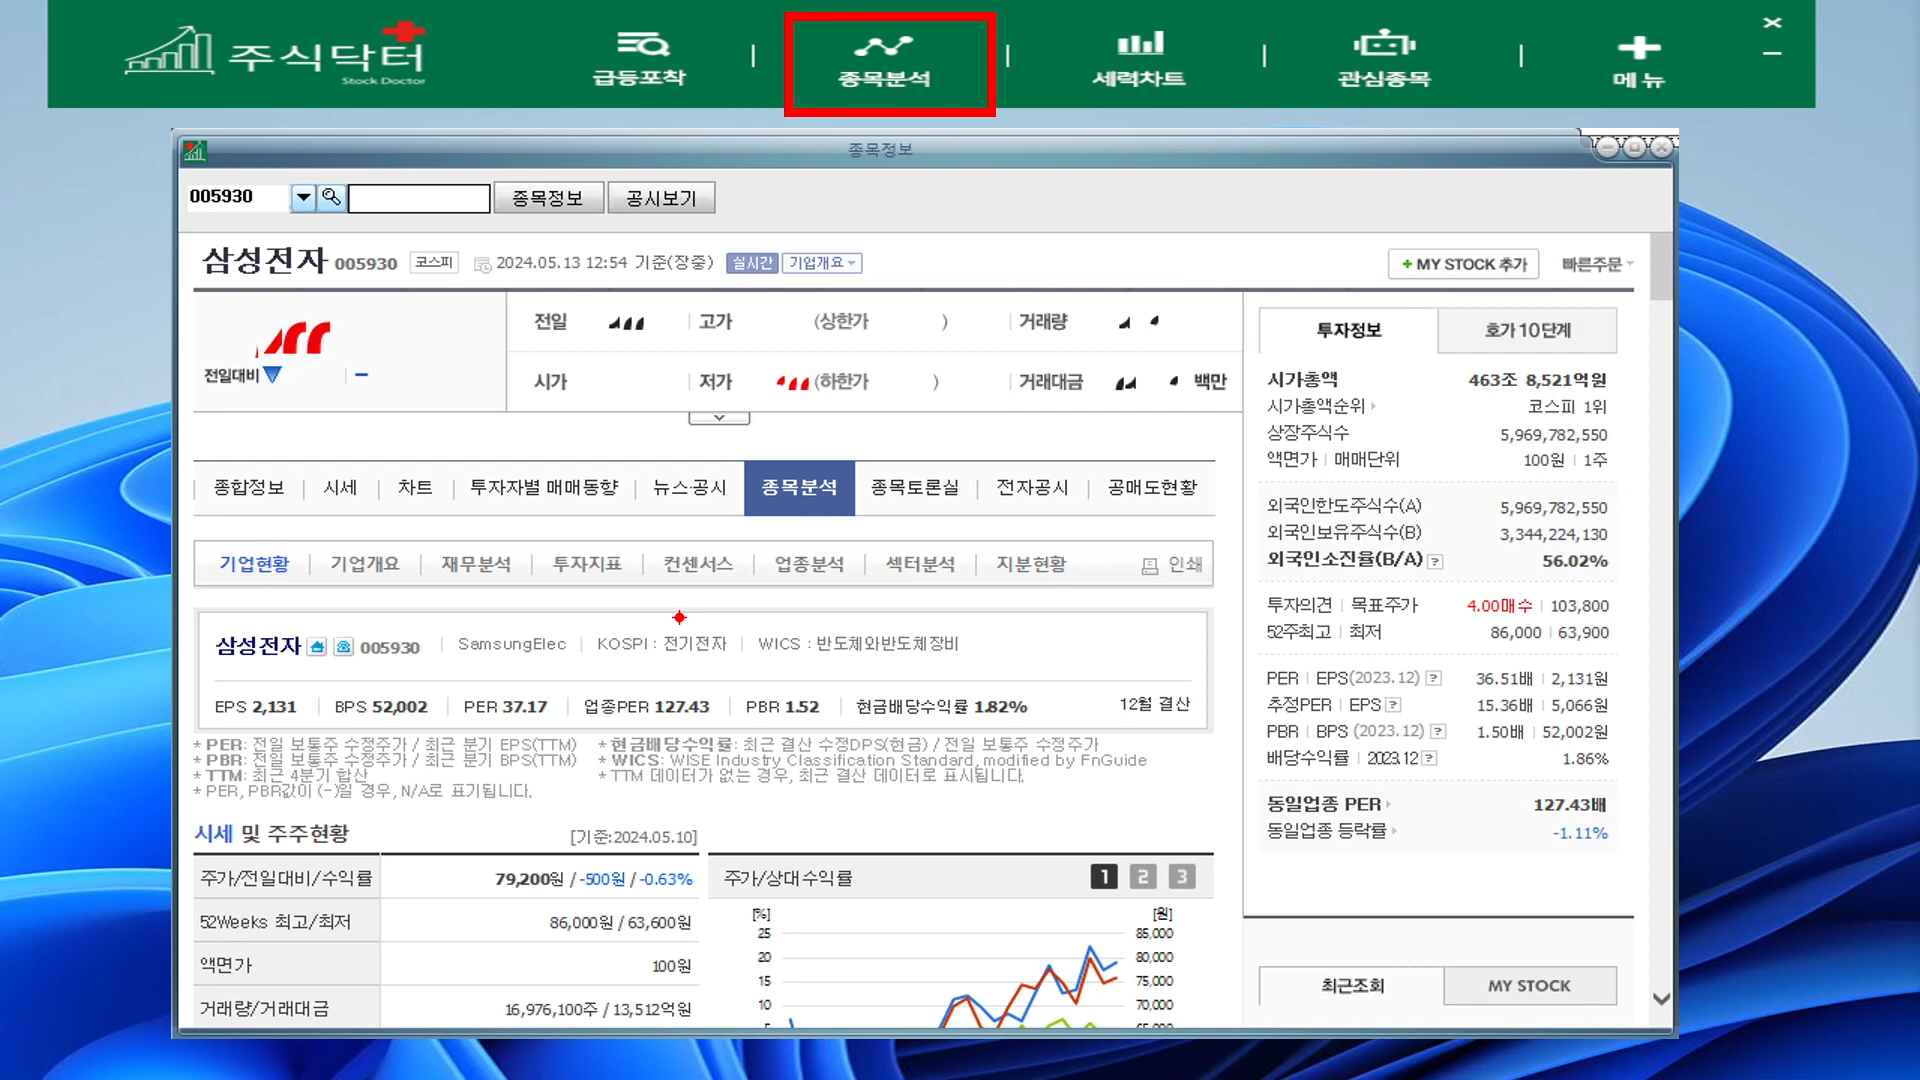 주식닥터
Stock Doctor
급등포착 | 종목분석 | 세력차트 | 관심종목 | 메뉴
종목정보
005930 종목정보 공시보기
삼성전자 005930 코스피 2024.05.13 12:54 기준(장중) 실시간 기업개요
+ MY STOCK 추가 빠른주문
전일 고가 (상한가 ) 거래량
전일대비
시가 저가 (하한가 ) 거래대금 백만
종합정보 시세 차트 투자자별 매매동향 뉴스·공시 종목분석 종목토론실 전자공시 공매도현황
기업현황 기업개요 재무분석 투자지표 컨센서스 업종분석 섹터분석 지분현황 인쇄
삼성전자 005930 SamsungElec KOSPI : 전기전자 WICS : 반도체와반도체장비
EPS 2,131 BPS 52,002 PER 37.17 업종PER 127.43 PBR 1.52 현금배당수익률 1.82% 12월 결산
* PER: 전일 보통주 수정주가 / 최근 분기 EPS(TTM)
* PBR: 전일 보통주 수정주가 / 최근 분기 BPS(TTM)
* TTM: 최근 4분기 합산
* PER, PBR값이 (-)일 경우, N/A로 표기됩니다.
* 현금배당수익률: 최근 결산 수정DPS(현금) / 전일 보통주 수정주가
* WICS: WISE Industry Classification Standard, modified by FnGuide
* TTM 데이터가 없는 경우, 최근 결산 데이터로 표시됩니다.
시세 및 주주현황 [기준:2024.05.10]
주가/전일대비/수익률 79,200원 / -500원 / -0.63%
52Weeks 최고/최저 86,000원 / 63,600원
액면가 100원
거래량/거래대금 16,976,100주 / 13,512억원
주가/상대수익률 1 2 3
[%] [원]
25 85,000
20 80,000
15 75,000
10 70,000
5 65,000
투자정보 호가10단계
시가총액 463조 8,521억원
시가총액순위 코스피 1위
상장주식수 5,969,782,550
액면가 | 매매단위 100원 | 1주
외국인한도주식수(A) 5,969,782,550
외국인보유주식수(B) 3,344,224,130
외국인소진율(B/A) ? 56.02%
투자의견 | 목표주가 4.00매수 | 103,800
52주최고 | 최저 86,000 | 63,900
PER | EPS(2023.12) ? 36.51배 | 2,131원
추정PER | EPS ? 15.36배 | 5,066원
PBR | BPS (2023.12) ? 1.50배 | 52,002원
배당수익률 | 2023.12 ? 1.86%
동일업종 PER 127.43배
동일업종 등락률 -1.11%
최근조회 MY STOCK